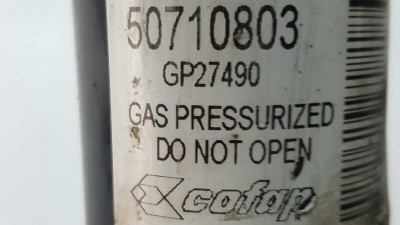 50710803
GP27490
GAS PRESSURIZED
DO NOT OPEN
cofap